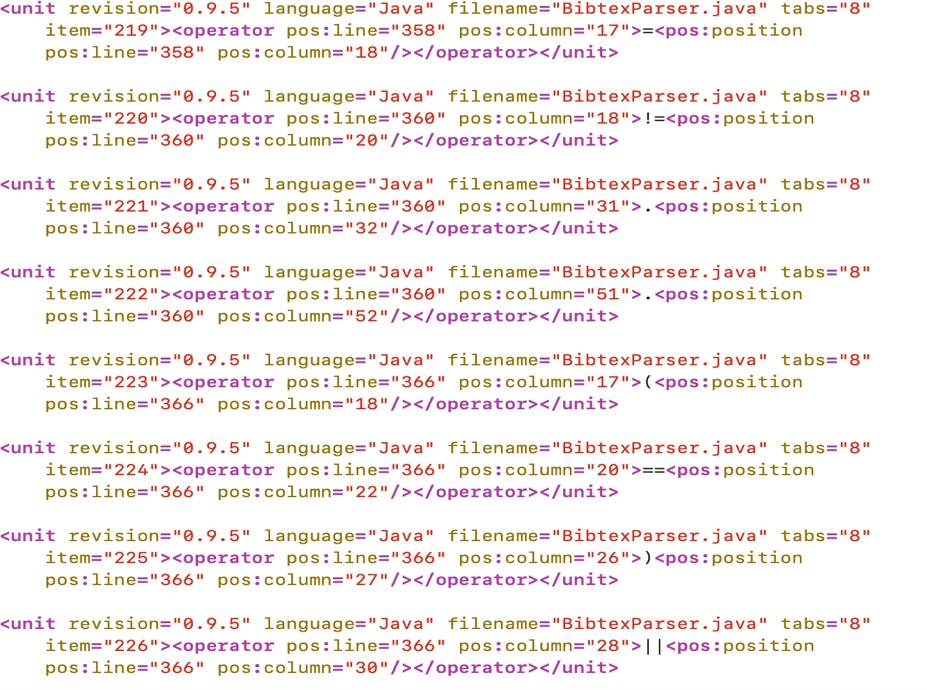 <unit revision="0.9.5" language="Java" filename="BibtexParser.java" tabs="8"
item="219"><operator pos:line="358" pos:column="17">=<pos:position
pos:line="358" pos:column="18"/></operator></unit>
<unit revision="0.9.5" language="Java" filename="BibtexParser.java" tabs="8"
item="220"><operator pos:line="360" pos:column="18">!=<pos:position
pos:line="360" pos:column="20"/></operator></unit>
<unit revision="0.9.5" language="Java" filename="BibtexParser.java" tabs="8"
item="221"><operator pos:line="360" pos:column="31">.<pos:position
pos:line="360" pos:column="32"/></operator></unit>
<unit revision="0.9.5" language="Java" filename="BibtexParser.java" tabs="8"
item="222"><operator pos:line="360" pos:column="51">.<pos:position
pos:line="360" pos:column="52"/></operator></unit>
<unit revision="0.9.5" language="Java" filename="BibtexParser.java" tabs="8"
item="223"><operator pos:line="366" pos:column="17">(<pos:position
pos:line="366" pos:column="18"/></operator></unit>
<unit revision="0.9.5" language="Java" filename="BibtexParser.java" tabs="8"
item="224"><operator pos:line="366" pos:column="20">==<pos:position
pos:line="366" pos:column="22"/></operator></unit>
<unit revision="0.9.5" language="Java" filename="BibtexParser.java" tabs="8"
item="225"><operator pos:line="366" pos:column="26">)<pos:position
pos:line="366" pos:column="27"/></operator></unit>
<unit revision="0.9.5" language="Java" filename="BibtexParser.java" tabs="8"
item="226"><operator pos:line="366" pos:column="28">||<pos:position
pos:line="366" pos:column="30"/></operator></unit>